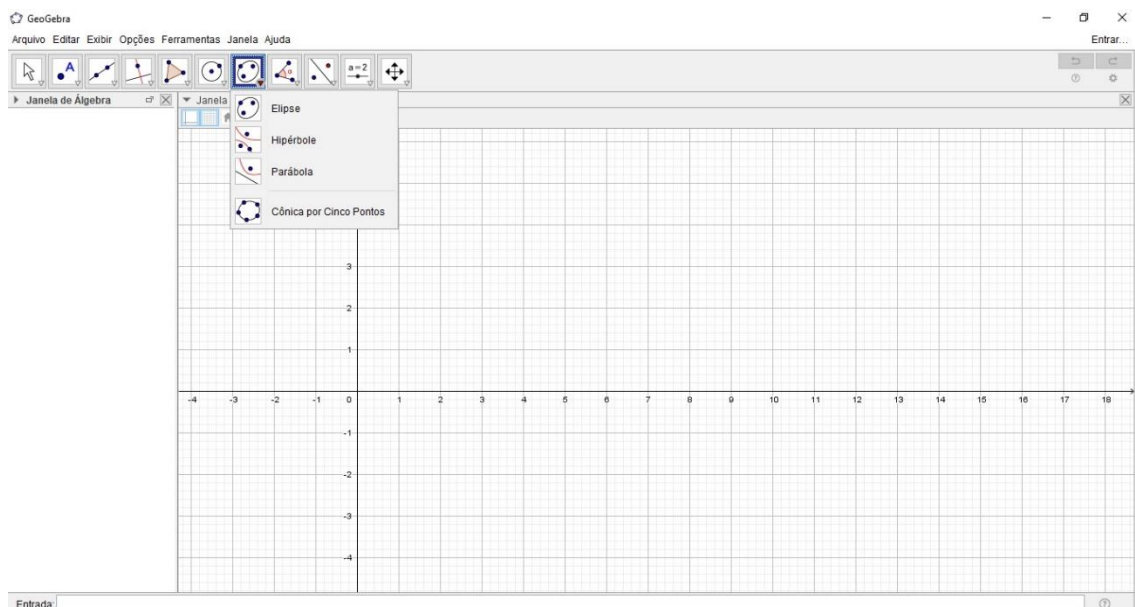 GeoGebra
Arquivo Editar Exibir Opções Ferramentas Janela Ajuda Entrar...
A
α
a=2
Janela de Álgebra
Janela
Elipse
Hipérbole
Parábola
Cônica por Cinco Pontos
3
2
1
-4 -3 -2 -1 0 1 2 3 4 5 6 7 8 9 10 11 12 13 14 15 16 17 18
-1
-2
-3
-4
Entrada: